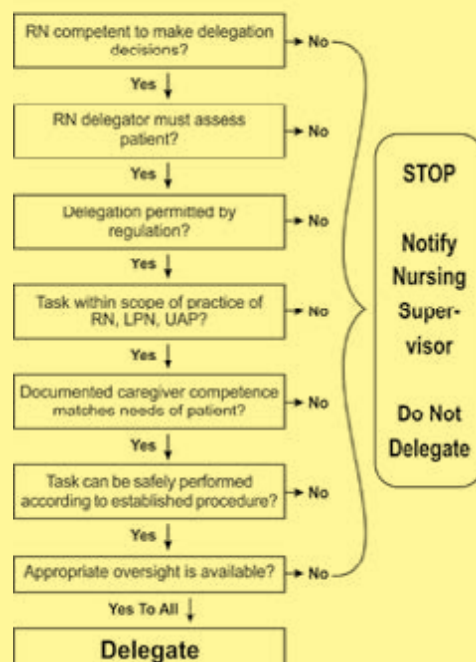 RN competent to make delegation
decisions?
No
Yes
RN delegator must assess
patient?
No
Yes
Delegation permitted by
regulation?
No
Yes
Task within scope of practice of
RN, LPN, UAP?
No
Yes
Documented caregiver competence
matches needs of patient?
No
Yes
Task can be safely performed
according to established procedure?
No
Yes
Appropriate oversight is available?
No
Yes To All
Delegate
STOP
Notify
Nursing
Super-
visor
Do Not
Delegate